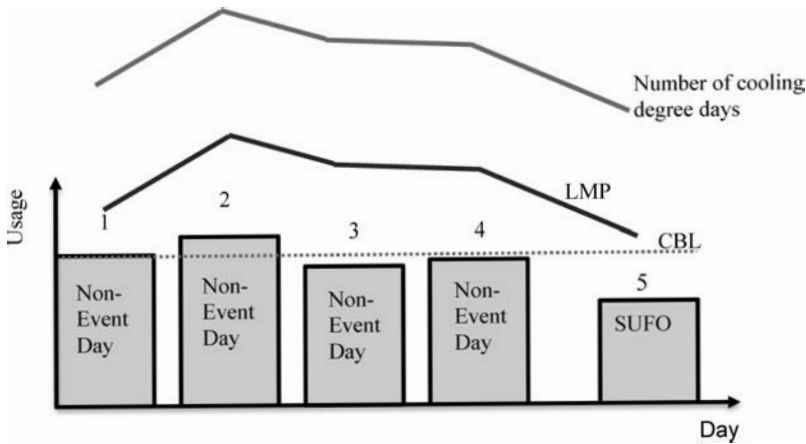 Number of cooling
degree days
LMP
CBL
Usage
1
2
3
4
5
Non-
Event
Day
Non-
Event
Day
Non-
Event
Day
Non-
Event
Day
SUFO
Day